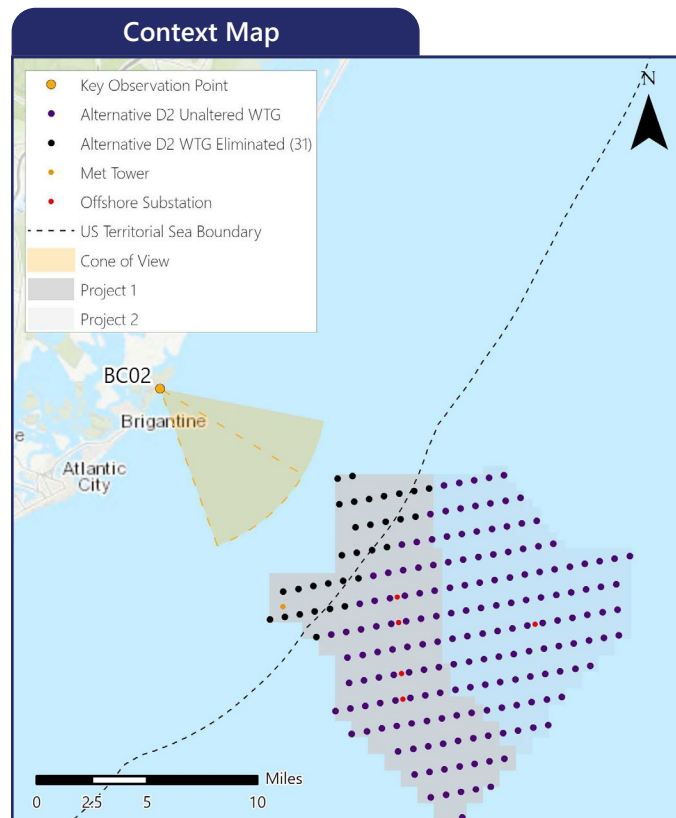 Context Map
Key Observation Point
Alternative D2 Unaltered WTG
Alternative D2 WTG Eliminated (31)
Met Tower
Offshore Substation
US Territorial Sea Boundary
Cone of View
Project 1
Project 2
N
BC02
Brigantine
e
Atlantic
City
Miles
0 2.5 5 10